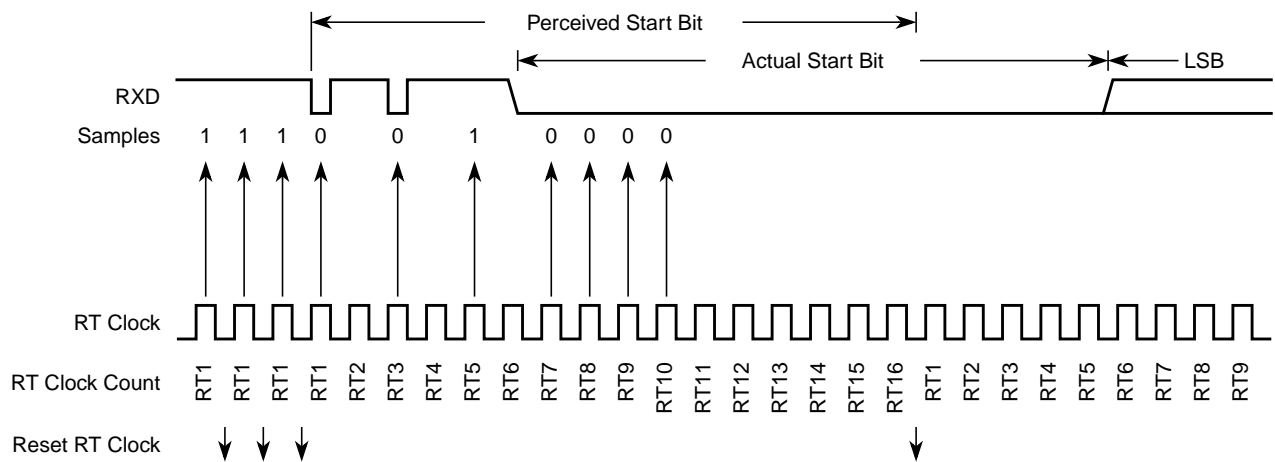 Perceived Start Bit
Actual Start Bit
LSB
RXD
Samples 1 1 1 0 0 1 0 0 0 0
RT Clock
RT Clock Count RT1 RT1 RT1 RT1 RT2 RT3 RT4 RT5 RT6 RT7 RT8 RT9 RT10 RT11 RT12 RT13 RT14 RT15 RT16 RT1 RT2 RT3 RT4 RT5 RT6 RT7 RT8 RT9
Reset RT Clock